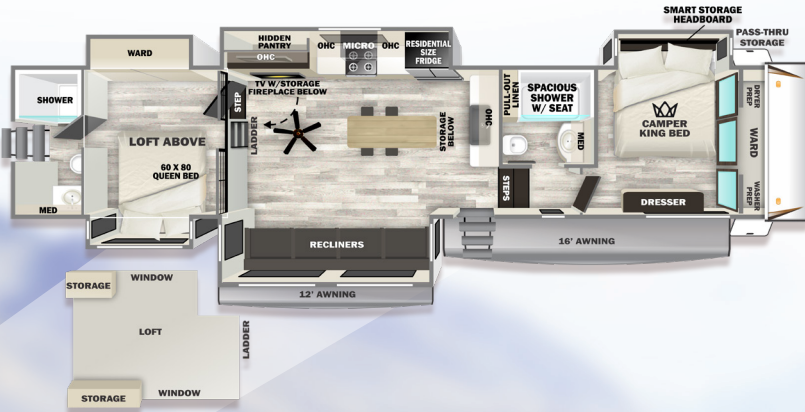 SMART STORAGE
HEADBOARD
PASS-THRU
STORAGE
HIDDEN
PANTRY
OHC
OHC
MICRO
OHC
RESIDENTIAL
SIZE
FRIDGE
WARD
SHOWER
TV W/STORAGE
FIREPLACE BELOW
STEP
LADDER
LOFT ABOVE
60 X 80
QUEEN BED
MED
STORAGE
BELOW
OHC
PULL-OUT
LINEN
SPACIOUS
SHOWER
W/ SEAT
MED
STEPS
CAMPER
KING BED
DRYER
PREP
WARD
WASHER
PREP
DRESSER
RECLINERS
16' AWNING
12' AWNING
STORAGE
WINDOW
LOFT
LADDER
WINDOW
STORAGE